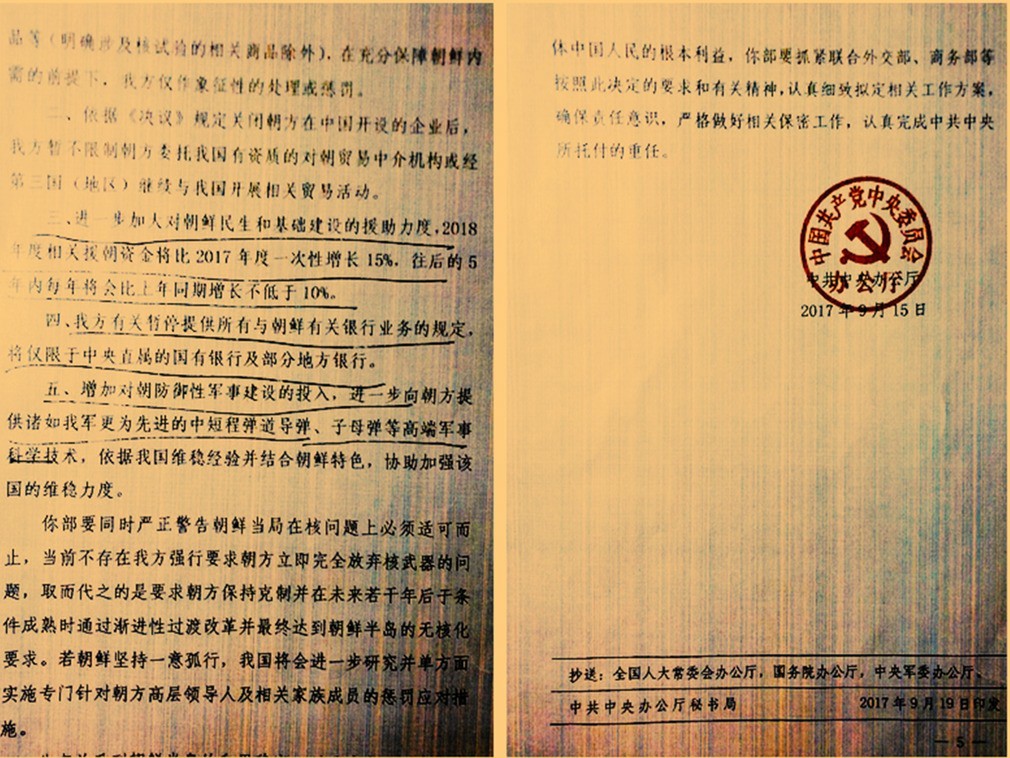 品等（明确涉及核试验的相关商品除外），在充分保障朝鲜内
需的前提下，我方仅作象征性的处理或薄罚。
二、依据《决议》规定关闭朝方在中国开设的企业后，
我方暂不限制朝方委托我国有资质的对朝贸易中介机构或经
第三国（地区）继续与我国开展相关贸易活动。
三、进一步加大对朝鲜民生和基础建设的援助力度，2018
年度相关援朝资金将比 2017 年度一次性增长 15%，往后的 5
年内每年将会比上年同期增长不低于 10%。
四、我方有关暂停提供所有与朝鲜有关银行业务的规定，
将仅限于中央直属的国有银行及部分地方银行。
五、增加对朝防御性军事建设的投入，进一步向朝方提
供诸如我军更为先进的中短程弹道导弹、子母弹等高端军事
科学技术，依据我国维稳经验并结合朝鲜特色，协助加强该
国的维稳力度。
你部要同时严正警告朝鲜当局在核问题上必须适可而
止，当前不存在我方强行要求朝方立即完全放弃核武器的问
题，取而代之的是要求朝方保持克制并在未来若干年后于条
件成熟时通过渐进性过渡改革并最终达到朝鲜半岛的无核化
要求。若朝鲜坚持一意孤行，我国将会进一步研究并单方面
实施专门针对朝方高层领导人及相关家族成员的惩罚应对措
施。
体中国人民的根本利益，你部要抓紧联合外交部、商务部等
按照此决定的要求和有关精神，认真细致拟定相关工作方案，
确保责任意识，严格做好相关保密工作，认真完成中共中央
所托付的重任。
中国共产党中央委员会
办公厅
中共中央办公厅
2017 年 9 月 15 日
抄送：全国人大常委会办公厅，国务院办公厅，中央军委办公厅、
中共中央办公厅秘书局 2017 年 9 月 19 日印发
— 5 —